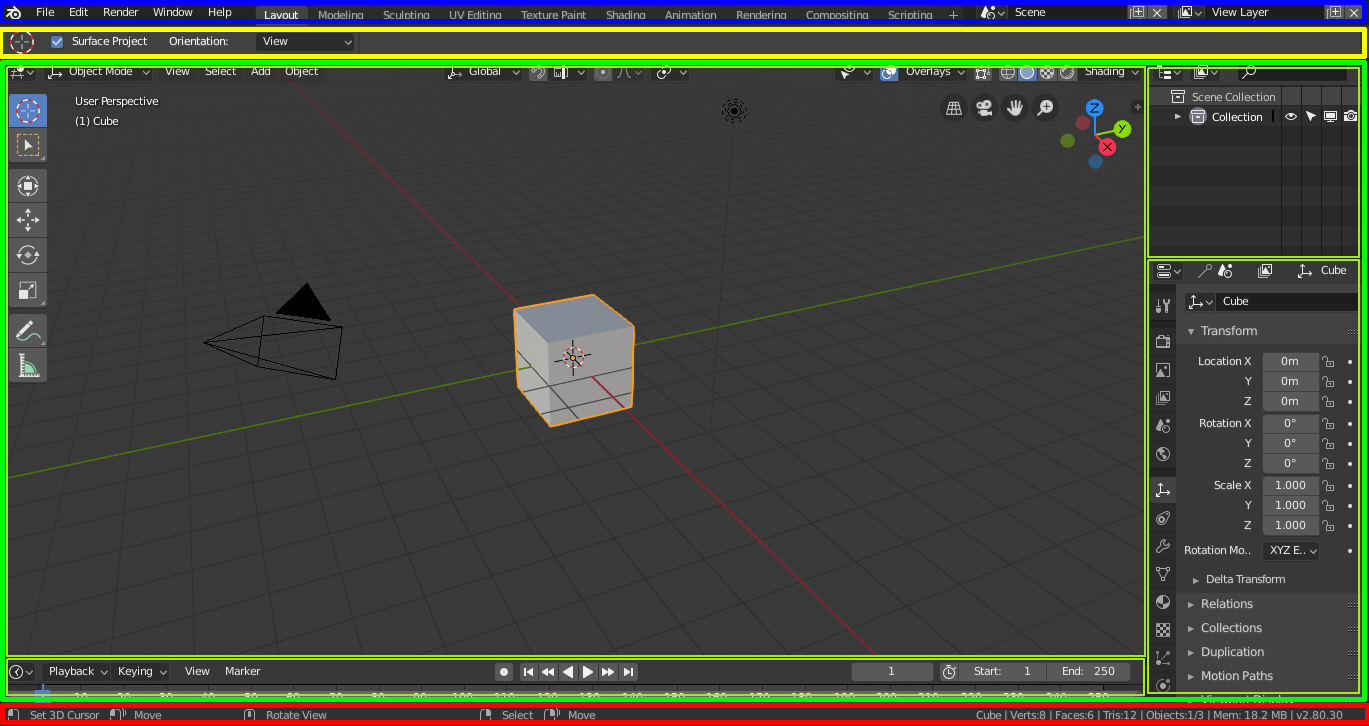 File Edit Render Window Help Layout Modeling Sculpting UV Editing Texture Paint Shading Animation Rendering Compositing Scripting + Scene View Layer
Surface Project Orientation: View
Object Mode View Select Add Object Global Overlays Shading
User Perspective
(1) Cube
Z
Y
X
Scene Collection
Collection
Cube
Cube
Transform
Location X 0m
Y 0m
Z 0m
Rotation X 0°
Y 0°
Z 0°
Scale X 1.000
Y 1.000
Z 1.000
Rotation Mo.. XYZ E..
Delta Transform
Relations
Collections
Duplication
Motion Paths
Playback Keying View Marker 1 Start: 1 End: 250
Set 3D Cursor Move Rotate View Select Move Cube | Verts:8 | Faces:6 | Tris:12 | Objects:1/3 | Mem: 18.2 MB | v2.80.30